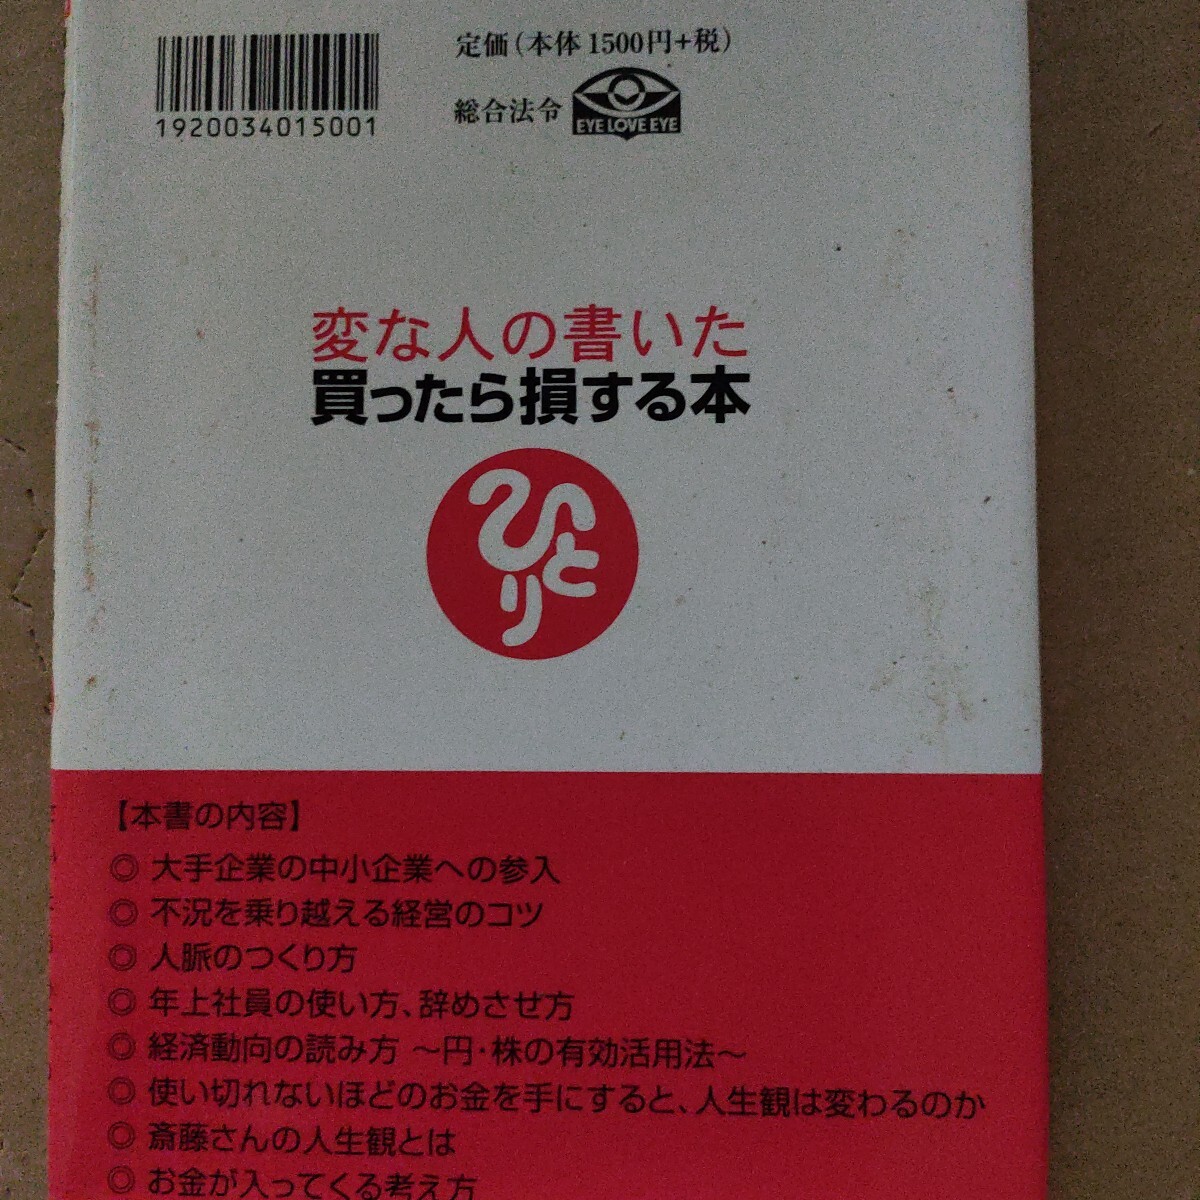 1920034015001
定価(本体1500円+税)
総合法令
EYE LOVE EYE
変な人の書いた
買ったら損する本
ひとり
【本書の内容】
◎ 大手企業の中小企業への参入
◎ 不況を乗り越える経営のコツ
◎ 人脈のつくり方
◎ 年上社員の使い方、辞めさせ方
◎ 経済動向の読み方 ～円・株の有効活用法～
◎ 使い切れないほどのお金を手にすると、人生観は変わるのか
◎ 斎藤さんの人生観とは
◎ お金が入ってくる考え方